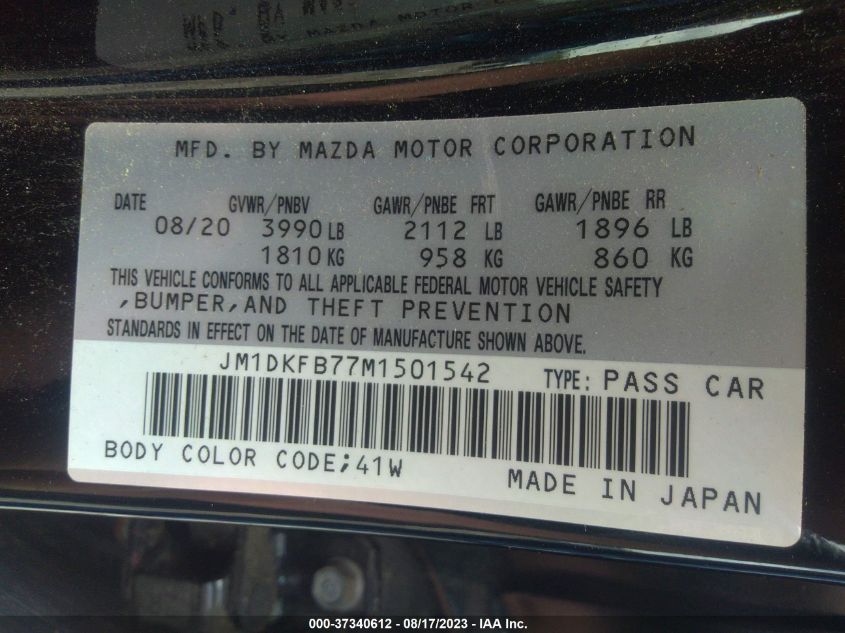 MAZDA MOTOR C
MFD. BY MAZDA MOTOR CORPORATION
DATE GVWR/PNBV GAWR/PNBE FRT GAWR/PNBE RR
08/20 3990 LB 2112 LB 1896 LB
1810 KG 958 KG 860 KG
THIS VEHICLE CONFORMS TO ALL APPLICABLE FEDERAL MOTOR VEHICLE SAFETY
,BUMPER,AND THEFT PREVENTION
STANDARDS IN EFFECT ON THE DATE OF MANUFACTURE SHOWN ABOVE.
JM1DKFB77M1501542 TYPE: PASS CAR
BODY COLOR CODE;41W
MADE IN JAPAN
000-37340612 - 08/17/2023 - IAA Inc.